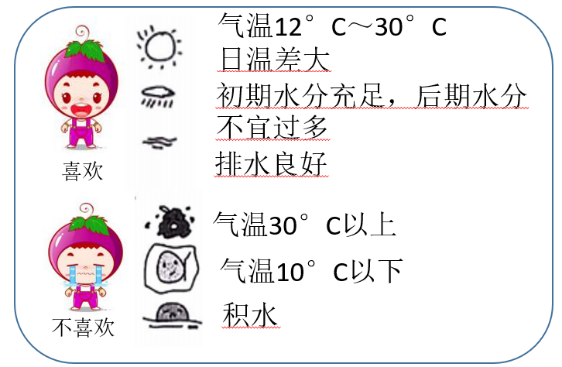 气温12°C～30°C
日温差大
初期水分充足，后期水分
不宜过多
排水良好
喜欢
气温30°C以上
气温10°C以下
积水
不喜欢